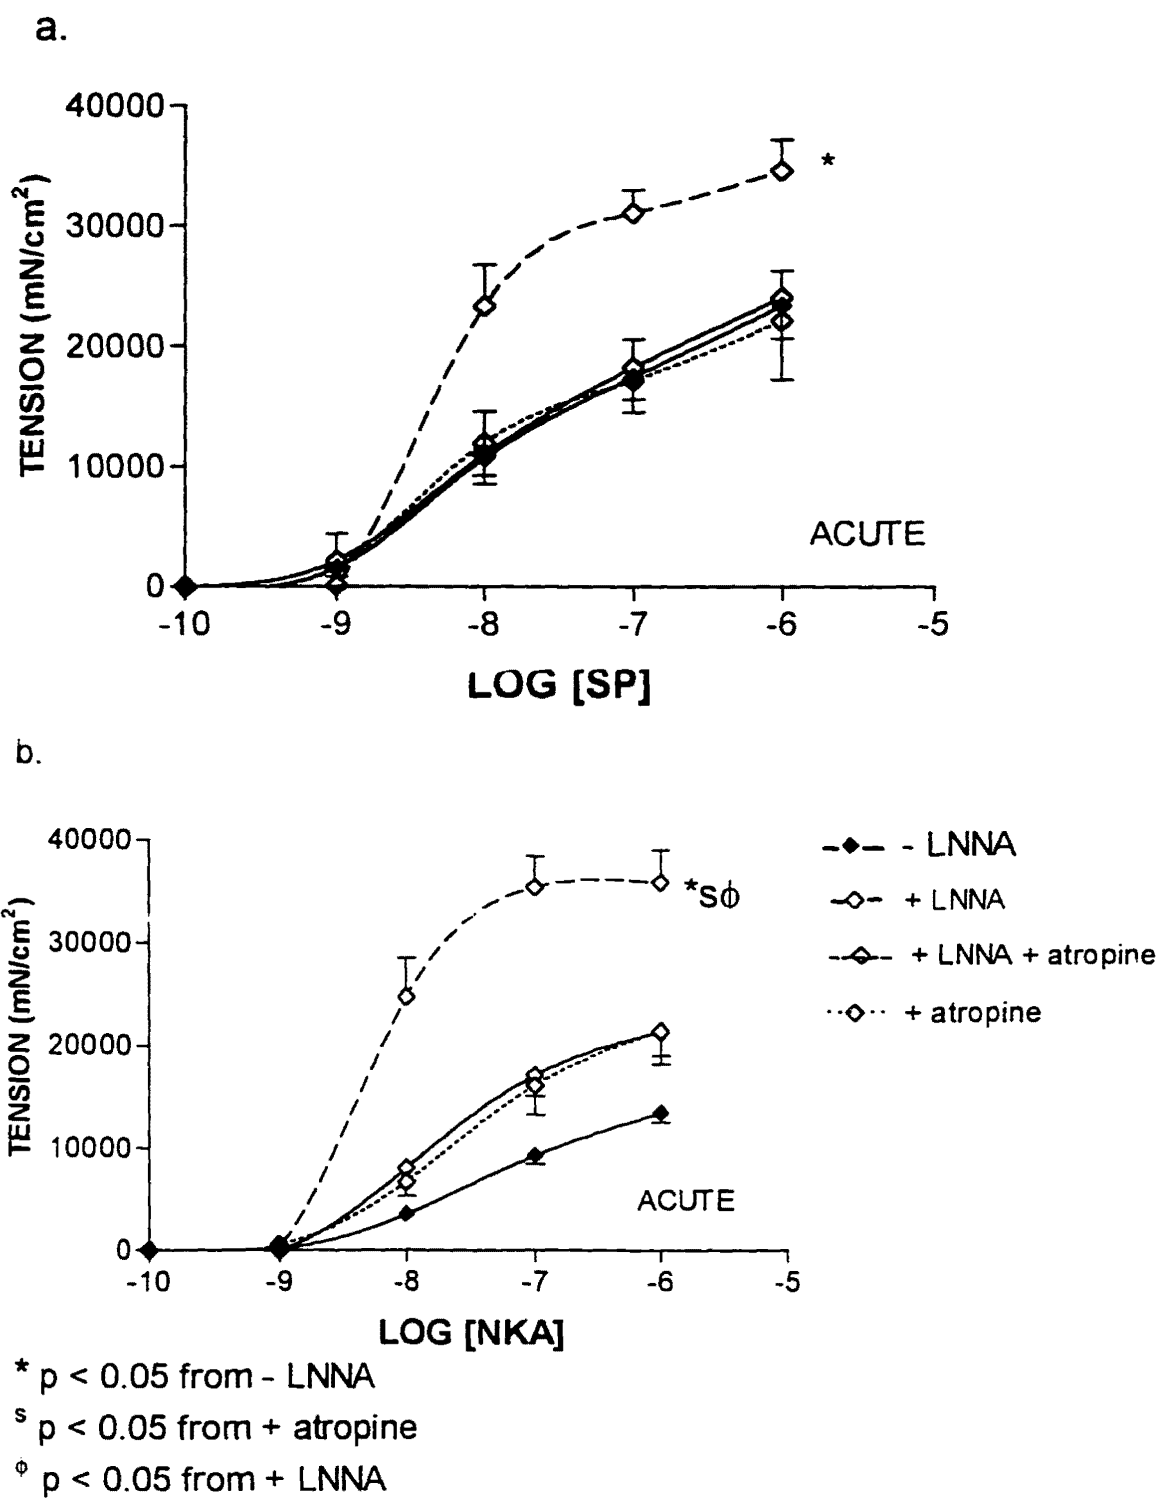 a.
40000
30000
20000
10000
0
TENSION (mN/cm²)
*
ACUTE
-10 -9 -8 -7 -6 -5
LOG [SP]
b.
40000
30000
20000
10000
0
TENSION (mN/cm²)
*sϕ
ACUTE
-10 -9 -8 -7 -6 -5
LOG [NKA]
- LNNA
+ LNNA
+ LNNA + atropine
+ atropine
* p < 0.05 from - LNNA
s p < 0.05 from + atropine
ϕ p < 0.05 from + LNNA